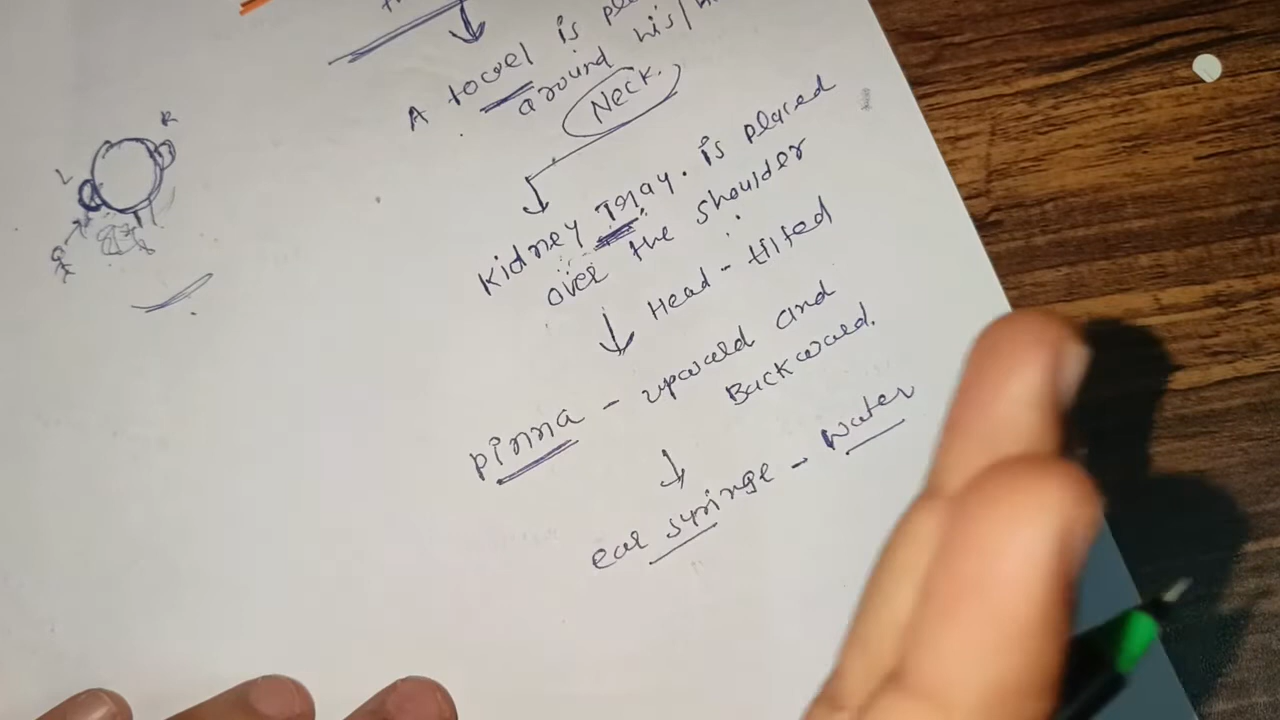 A towel is
around his/
Neck.
Kidney Tray. is placed
over the shoulder
Head - tilted
pinna - upward and
Backward.
ear syringe - water
R
L